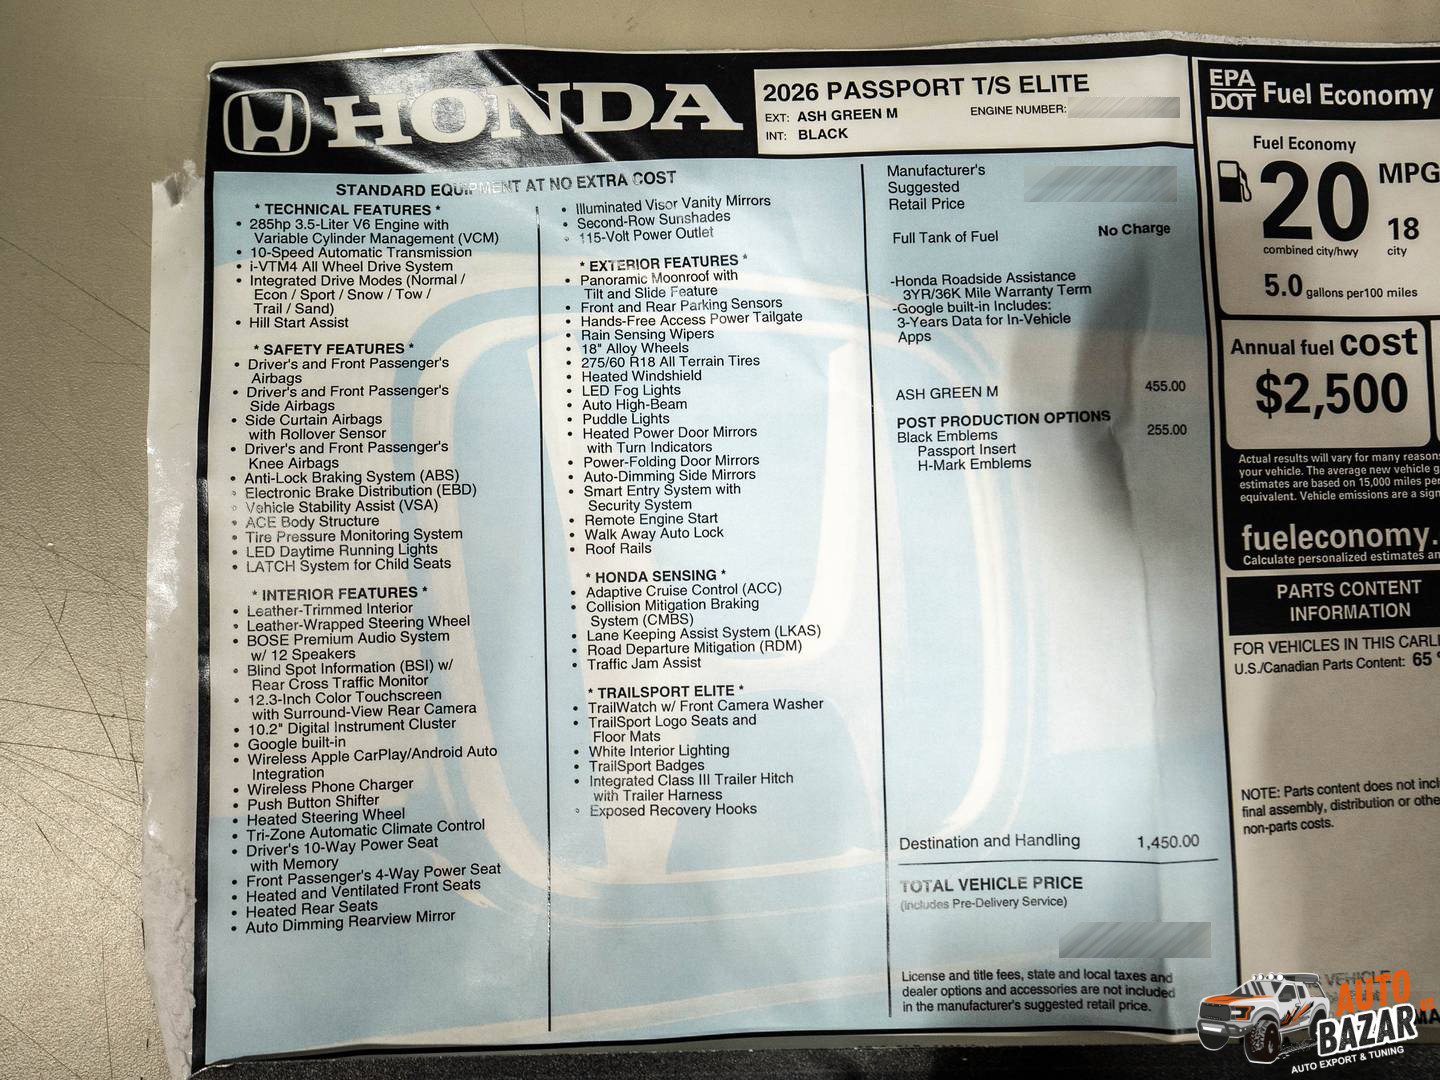 HONDA
2026 PASSPORT T/S ELITE
EXT: ASH GREEN M
ENGINE NUMBER:
INT: BLACK
STANDARD EQUIPMENT AT NO EXTRA COST
* TECHNICAL FEATURES *
• 285hp 3.5-Liter V6 Engine with
Variable Cylinder Management (VCM)
• 10-Speed Automatic Transmission
• i-VTM4 All Wheel Drive System
• Integrated Drive Modes (Normal /
Econ / Sport / Snow / Tow /
Trail / Sand)
• Hill Start Assist
* SAFETY FEATURES *
• Driver's and Front Passenger's
Airbags
• Driver's and Front Passenger's
Side Airbags
• Side Curtain Airbags
with Rollover Sensor
• Driver's and Front Passenger's
Knee Airbags
• Anti-Lock Braking System (ABS)
• Electronic Brake Distribution (EBD)
• Vehicle Stability Assist (VSA)
• ACE Body Structure
• Tire Pressure Monitoring System
• LED Daytime Running Lights
• LATCH System for Child Seats
* INTERIOR FEATURES *
• Leather-Trimmed Interior
• Leather-Wrapped Steering Wheel
• BOSE Premium Audio System
w/ 12 Speakers
• Blind Spot Information (BSI) w/
Rear Cross Traffic Monitor
• 12.3-Inch Color Touchscreen
with Surround-View Rear Camera
• 10.2" Digital Instrument Cluster
• Google built-in
• Wireless Apple CarPlay/Android Auto
Integration
• Wireless Phone Charger
• Push Button Shifter
• Heated Steering Wheel
• Tri-Zone Automatic Climate Control
• Driver's 10-Way Power Seat
with Memory
• Front Passenger's 4-Way Power Seat
• Heated and Ventilated Front Seats
• Heated Rear Seats
• Auto Dimming Rearview Mirror
• Illuminated Visor Vanity Mirrors
• Second-Row Sunshades
• 115-Volt Power Outlet
* EXTERIOR FEATURES *
• Panoramic Moonroof with
Tilt and Slide Feature
• Front and Rear Parking Sensors
• Hands-Free Access Power Tailgate
• Rain Sensing Wipers
• 18" Alloy Wheels
• 275/60 R18 All Terrain Tires
• Heated Windshield
• LED Fog Lights
• Auto High-Beam
• Puddle Lights
• Heated Power Door Mirrors
with Turn Indicators
• Power-Folding Door Mirrors
• Auto-Dimming Side Mirrors
• Smart Entry System with
Security System
• Remote Engine Start
• Walk Away Auto Lock
• Roof Rails
* HONDA SENSING *
• Adaptive Cruise Control (ACC)
• Collision Mitigation Braking
System (CMBS)
• Lane Keeping Assist System (LKAS)
• Road Departure Mitigation (RDM)
• Traffic Jam Assist
* TRAILSPORT ELITE *
• TrailWatch w/ Front Camera Washer
• TrailSport Logo Seats and
Floor Mats
• White Interior Lighting
• TrailSport Badges
• Integrated Class III Trailer Hitch
with Trailer Harness
• Exposed Recovery Hooks
Manufacturer's
Suggested
Retail Price
Full Tank of Fuel No Charge
-Honda Roadside Assistance
3YR/36K Mile Warranty Term
-Google built-in Includes:
3-Years Data for In-Vehicle
Apps
ASH GREEN M 455.00
POST PRODUCTION OPTIONS
Black Emblems 255.00
Passport Insert
H-Mark Emblems
Destination and Handling 1,450.00
TOTAL VEHICLE PRICE
(includes Pre-Delivery Service)
License and title fees, state and local taxes and
dealer options and accessories are not included
in the manufacturer's suggested retail price.
EPA
DOT Fuel Economy
Fuel Economy
20 MPG
18
combined city/hwy city
5.0 gallons per 100 miles
Annual fuel cost
$2,500
Actual results will vary for many reasons
your vehicle. The average new vehicle g
estimates are based on 15,000 miles per
equivalent. Vehicle emissions are a sign
fueleconomy.
Calculate personalized estimates an
PARTS CONTENT
INFORMATION
FOR VEHICLES IN THIS CARLI
U.S./Canadian Parts Content: 65
NOTE: Parts content does not incl
final assembly, distribution or othe
non-parts costs.
VEHICLE
AUTO
BAZAR
AUTO EXPORT & TUNING